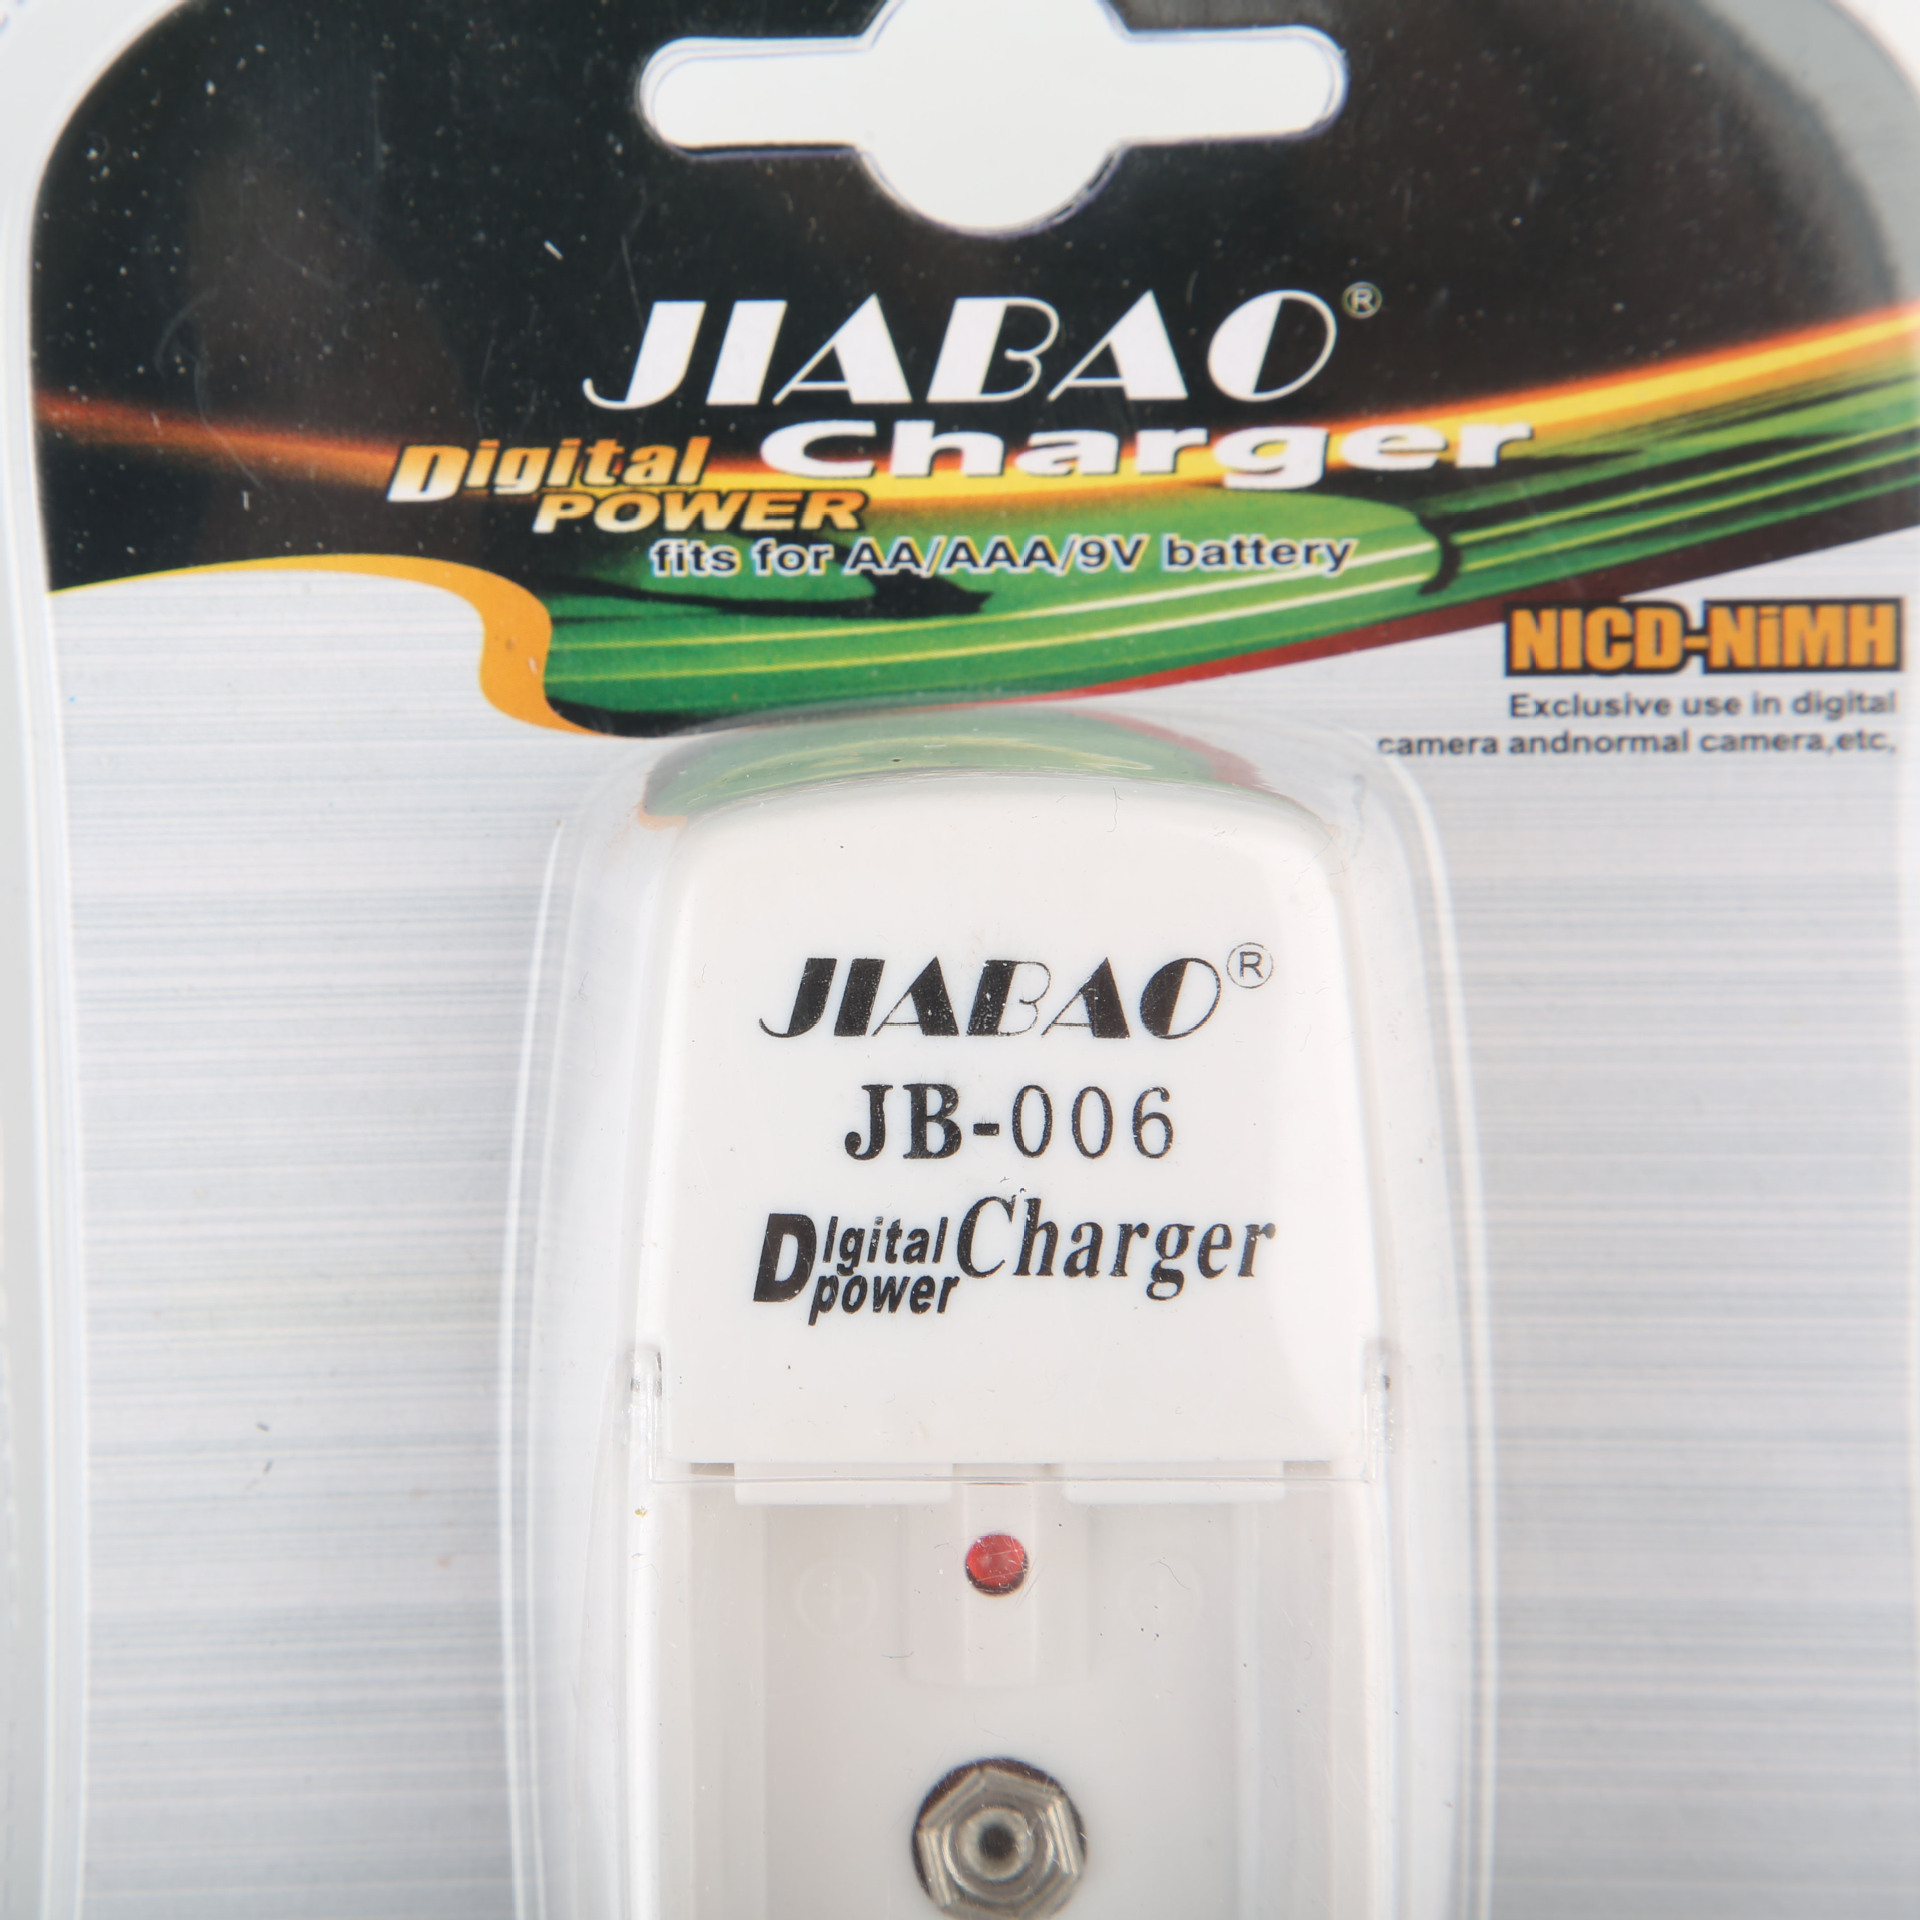 JIABAO®
Digital POWER Charger
fits for AA/AAA/9V battery
NICD-NiMH
Exclusive use in digital
camera andnormal camera,etc,
JIABAO®
JB-006
DIgital power Charger